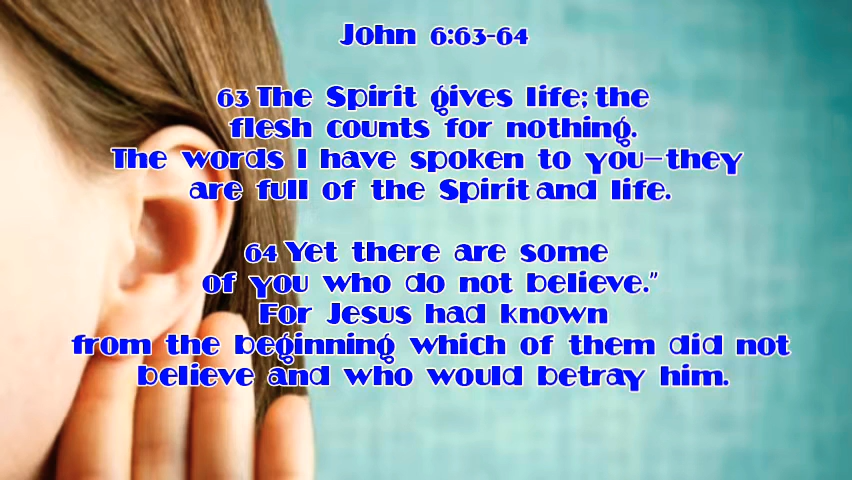 John 6:63-64
63 The Spirit gives life; the
flesh counts for nothing.
The words I have spoken to you—they
are full of the Spirit and life.
64 Yet there are some
of you who do not believe.”
For Jesus had known
from the beginning which of them did not
believe and who would betray him.